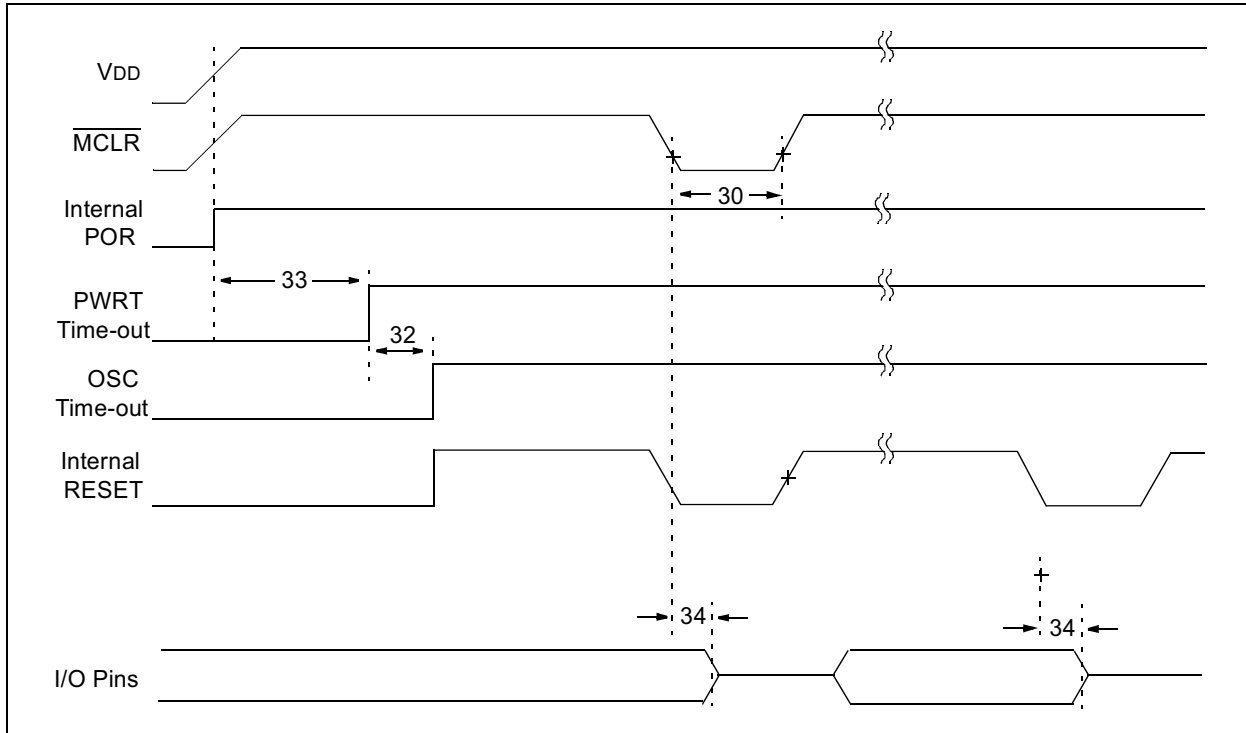 VDD
MCLR
30
Internal
POR
33
PWRT
Time-out
32
OSC
Time-out
Internal
RESET
34
34
I/O Pins